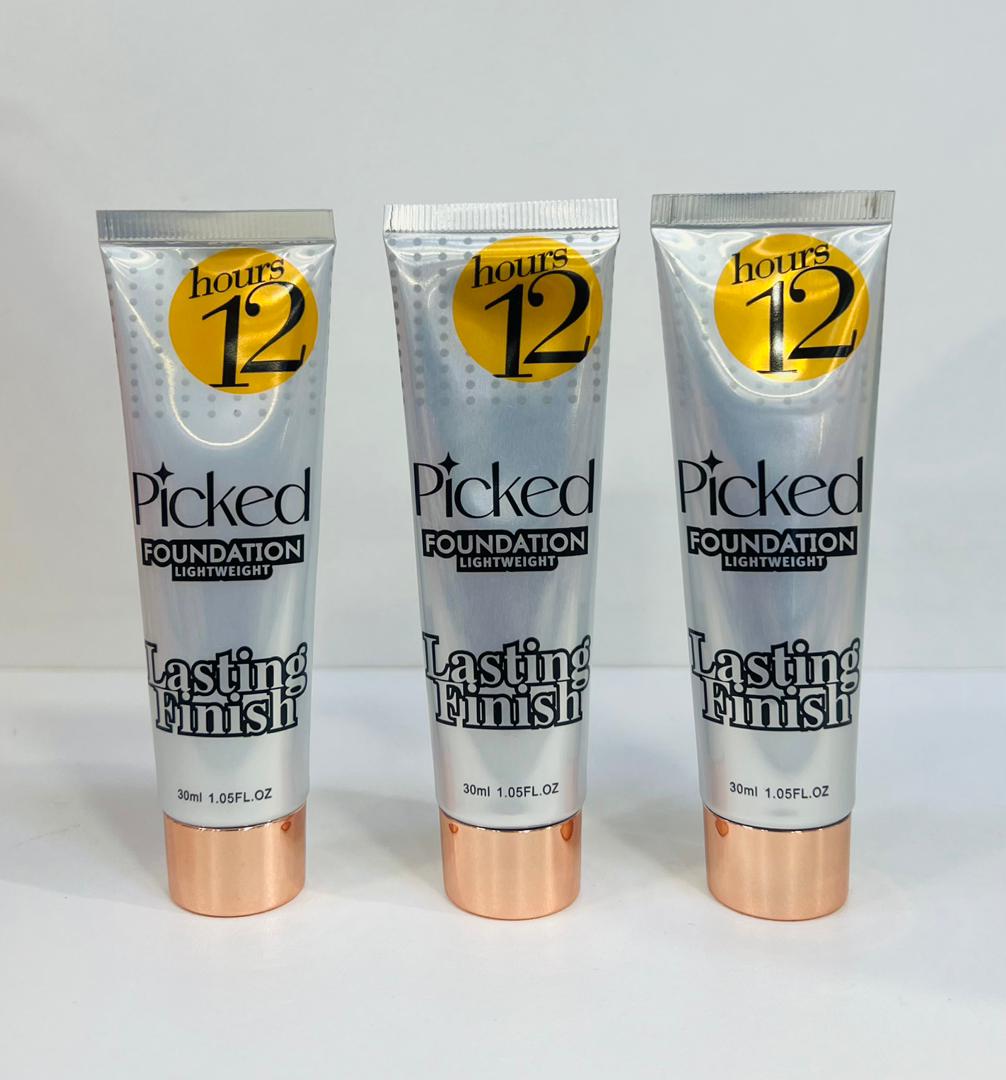 hours
12
Picked
FOUNDATION
LIGHTWEIGHT
Lasting
Finish
30ml 1.05FL.OZ
hours
12
Picked
FOUNDATION
LIGHTWEIGHT
Lasting
Finish
30ml 1.05FL.OZ
hours
12
Picked
FOUNDATION
LIGHTWEIGHT
Lasting
Finish
30ml 1.05FL.OZ